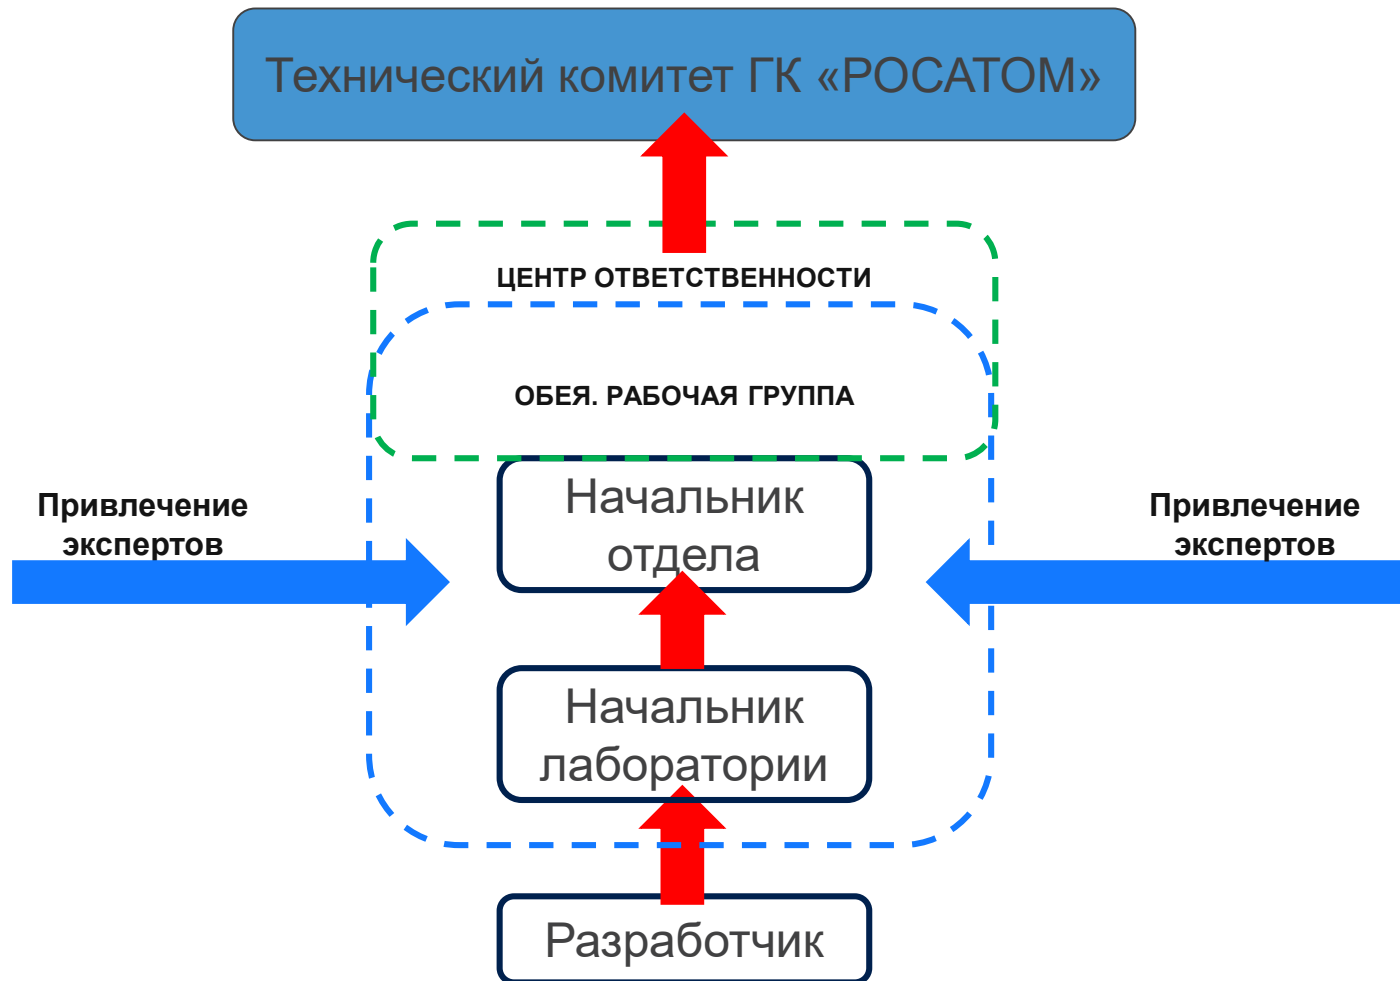 Технический комитет ГК «РОСАТОМ»
ЦЕНТР ОТВЕТСТВЕННОСТИ
ОБЕЯ. РАБОЧАЯ ГРУППА
Привлечение
экспертов
Начальник
отдела
Привлечение
экспертов
Начальник
лаборатории
Разработчик